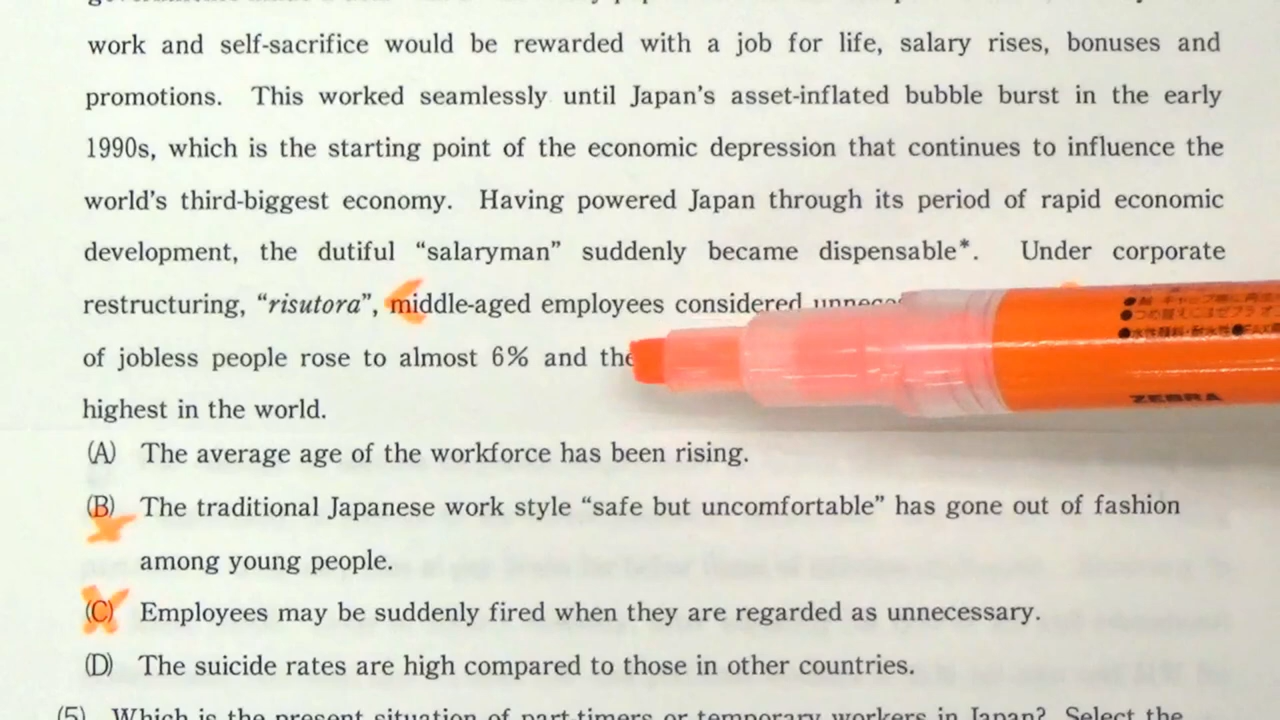 work and self-sacrifice would be rewarded with a job for life, salary rises, bonuses and
promotions. This worked seamlessly until Japan's asset-inflated bubble burst in the early
1990s, which is the starting point of the economic depression that continues to influence the
world's third-biggest economy. Having powered Japan through its period of rapid economic
development, the dutiful “salaryman” suddenly became dispensable*. Under corporate
restructuring, “risutora”, middle-aged employees considered
of jobless people rose to almost 6% and the
highest in the world.
(A) The average age of the workforce has been rising.
(B) The traditional Japanese work style “safe but uncomfortable” has gone out of fashion
among young people.
(C) Employees may be suddenly fired when they are regarded as unnecessary.
(D) The suicide rates are high compared to those in other countries.
(5) Which is the present situation of part-timers or temporary workers in Japan? Select the
ZEBRA